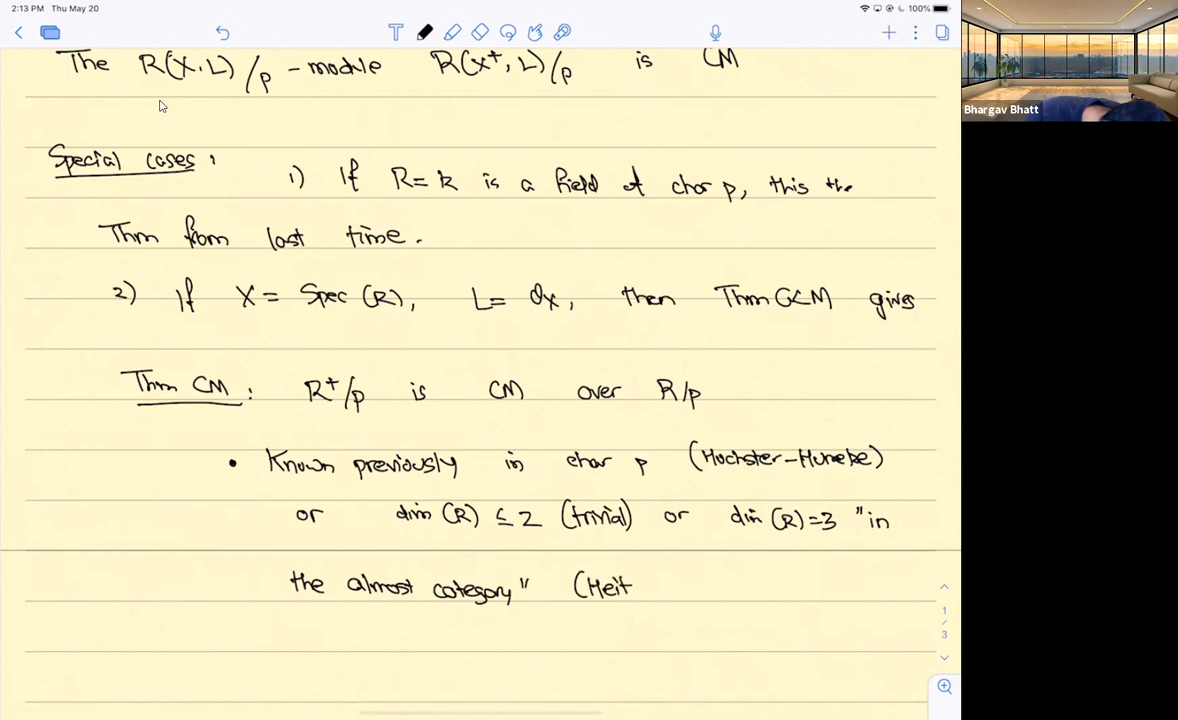 2:13 PM Thu May 20
100%
The R(X,L)/p - module R(X+, L)/p is CM
Bhargav Bhatt
Special cases:
1) If R=k is a field of char p, this the
Thm from last time.
2) If X = Spec (R), L= OX, then Thm GCM gives
Thm CM: R+/p is CM over R/p
• Known previously in char p (Hochster-Huneke)
or dim (R) ≤ 2 (trivial) or dim (R)=3 "in
the almost category" (Heit
1
/
3